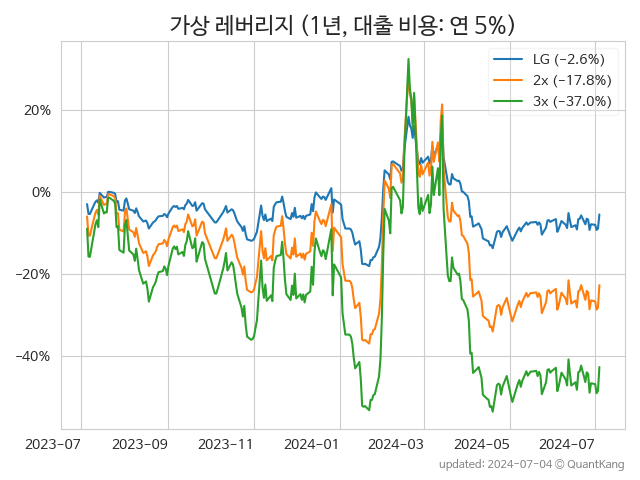 가상 레버리지 (1년, 대출 비용: 연 5%)
LG (−2.6%)
2x (−17.8%)
3x (−37.0%)
20%
0%
−20%
−40%
2023-07 2023-09 2023-11 2024-01 2024-03 2024-05 2024-07
updated: 2024-07-04 © QuantKang